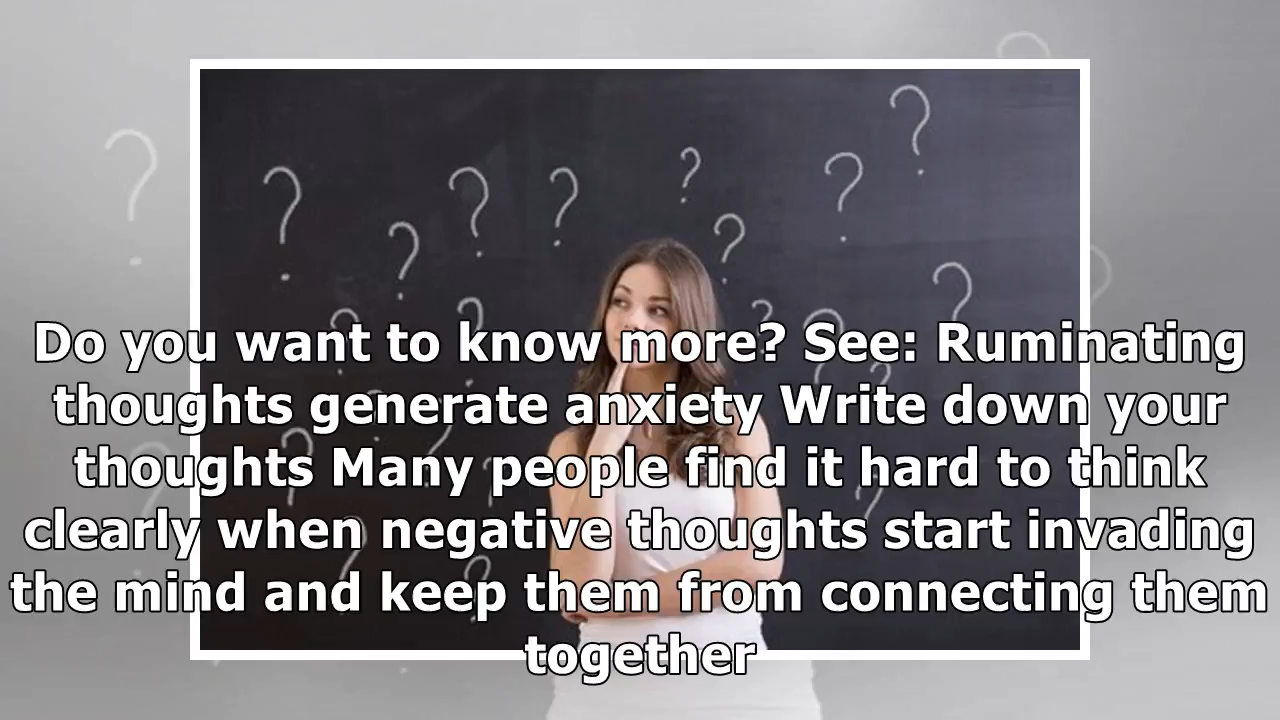 Do you want to know more? See: Ruminating
thoughts generate anxiety Write down your
thoughts Many people find it hard to think
clearly when negative thoughts start invading
the mind and keep them from connecting them
together